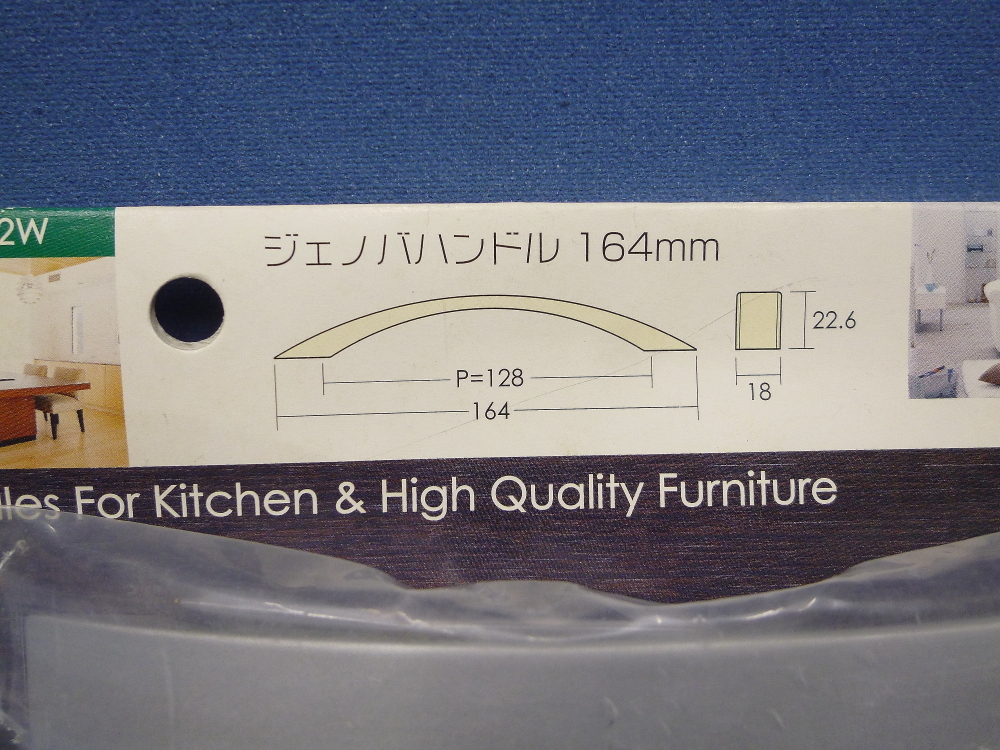 2W
ジェノバハンドル 164mm
22.6
P=128
18
164
For Kitchen & High Quality Furniture